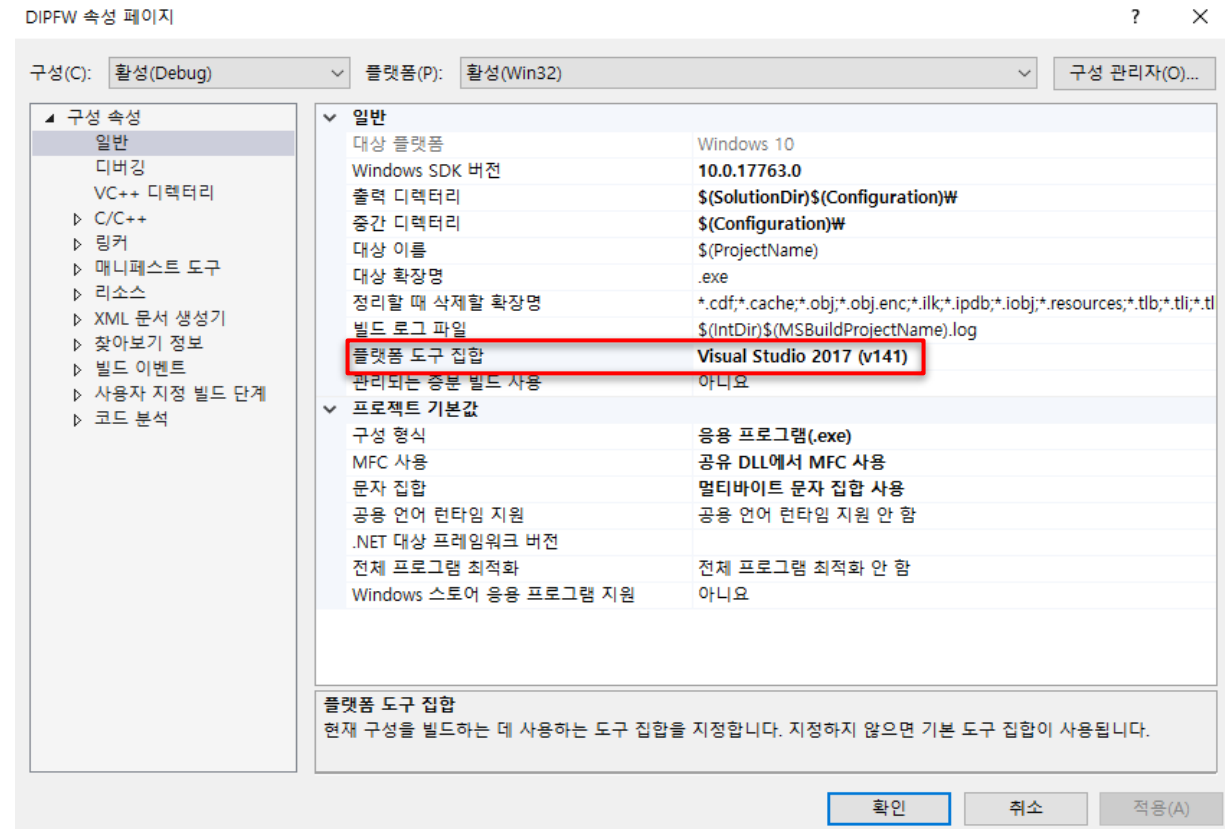 DIPFW 속성 페이지 ? ×
구성(C): 활성(Debug) 플랫폼(P): 활성(Win32) 구성 관리자(O)...
구성 속성
일반
디버깅
VC++ 디렉터리
C/C++
링커
매니페스트 도구
리소스
XML 문서 생성기
찾아보기 정보
빌드 이벤트
사용자 지정 빌드 단계
코드 분석
일반
대상 플랫폼 Windows 10
Windows SDK 버전 10.0.17763.0
출력 디렉터리 $(SolutionDir)$(Configuration)₩
중간 디렉터리 $(Configuration)₩
대상 이름 $(ProjectName)
대상 확장명 .exe
정리할 때 삭제할 확장명 *.cdf;*.cache;*.obj;*.obj.enc;*.ilk;*.ipdb;*.iobj;*.resources;*.tlb;*.tli;*.tl
빌드 로그 파일 $(IntDir)$(MSBuildProjectName).log
플랫폼 도구 집합 Visual Studio 2017 (v141)
관리되는 증분 빌드 사용 아니요
프로젝트 기본값
구성 형식 응용 프로그램(.exe)
MFC 사용 공유 DLL에서 MFC 사용
문자 집합 멀티바이트 문자 집합 사용
공용 언어 런타임 지원 공용 언어 런타임 지원 안 함
.NET 대상 프레임워크 버전
전체 프로그램 최적화 전체 프로그램 최적화 안 함
Windows 스토어 응용 프로그램 지원 아니요
플랫폼 도구 집합
현재 구성을 빌드하는 데 사용하는 도구 집합을 지정합니다. 지정하지 않으면 기본 도구 집합이 사용됩니다.
확인 취소 적용(A)